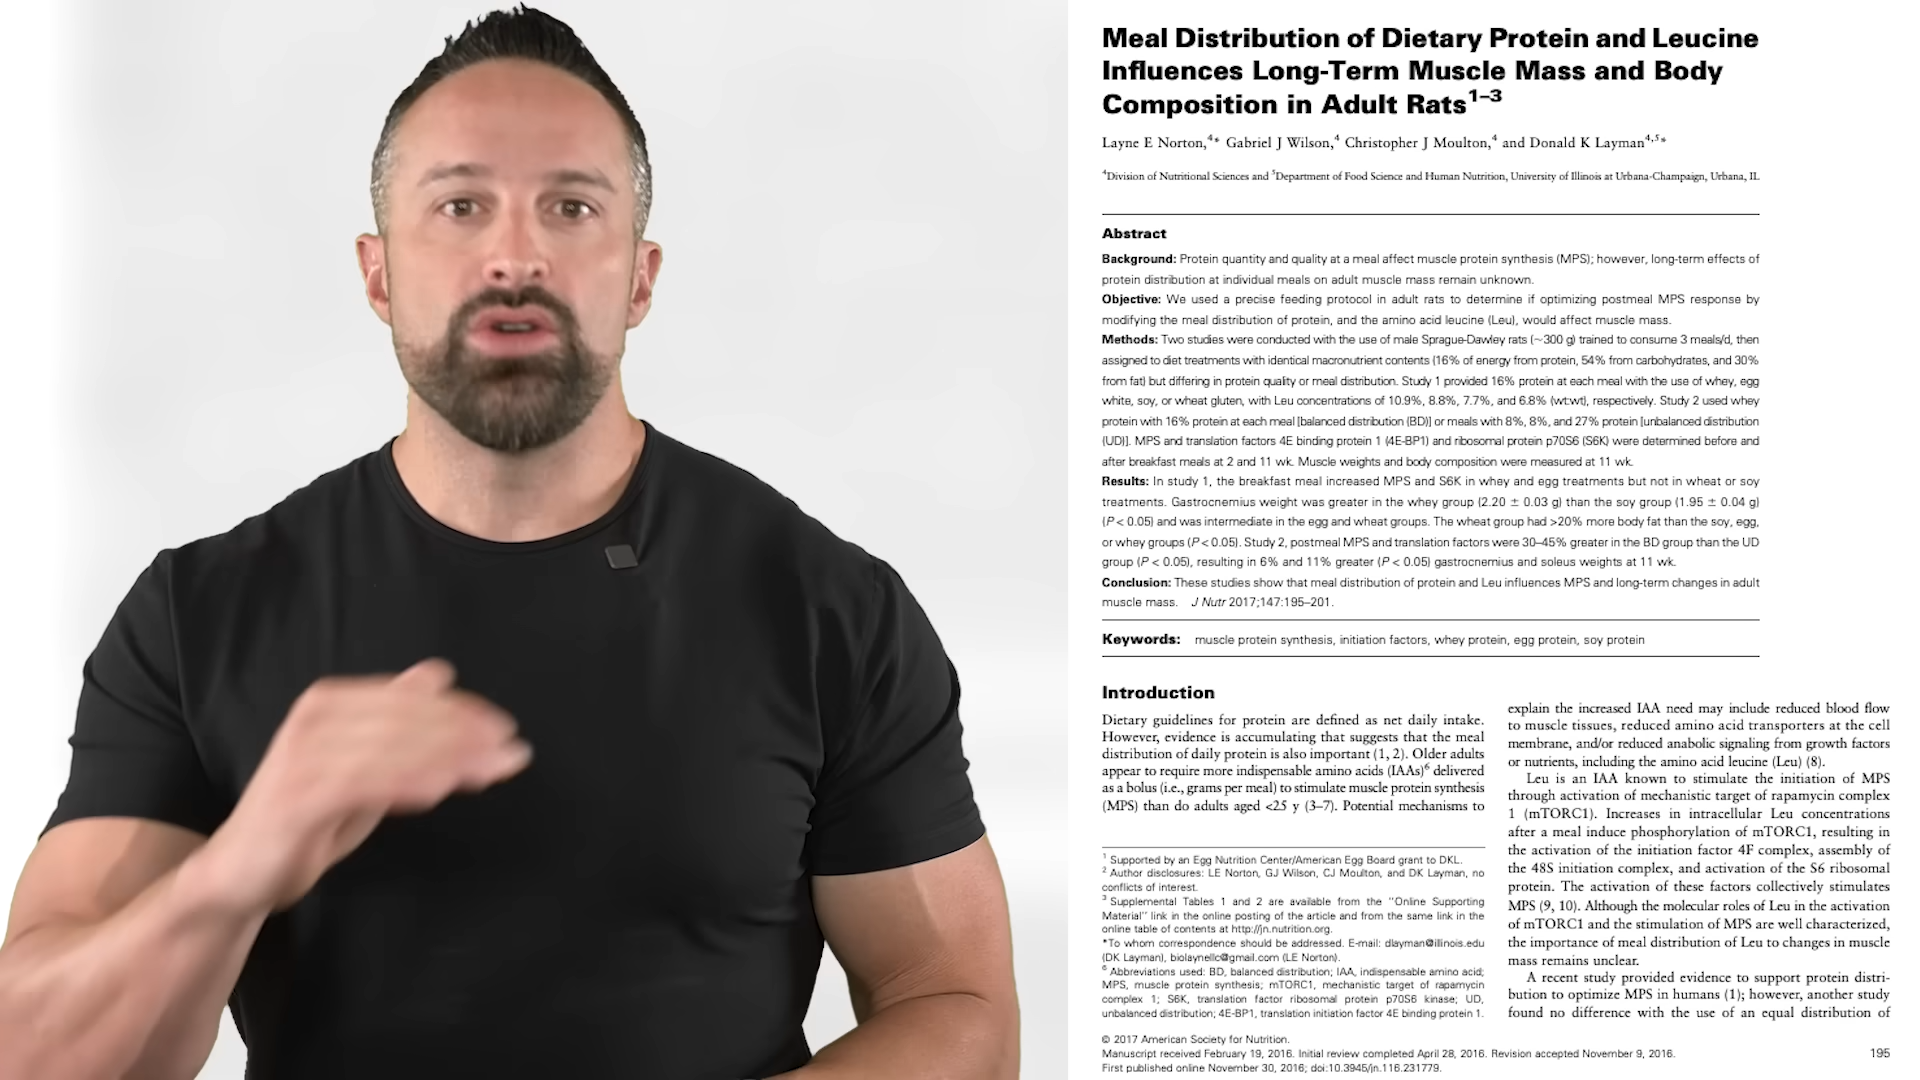 Meal Distribution of Dietary Protein and Leucine
Influences Long-Term Muscle Mass and Body
Composition in Adult Rats1–3
Layne E Norton,4* Gabriel J Wilson,4 Christopher J Moulton,4 and Donald K Layman4,5*
4Division of Nutritional Sciences and 5Department of Food Science and Human Nutrition, University of Illinois at Urbana-Champaign, Urbana, IL
Abstract
Background: Protein quantity and quality at a meal affect muscle protein synthesis (MPS); however, long-term effects of
protein distribution at individual meals on adult muscle mass remain unknown.
Objective: We used a precise feeding protocol in adult rats to determine if optimizing postmeal MPS response by
modifying the meal distribution of protein, and the amino acid leucine (Leu), would affect muscle mass.
Methods: Two studies were conducted with the use of male Sprague-Dawley rats (~300 g) trained to consume 3 meals/d, then
assigned to diet treatments with identical macronutrient contents (16% of energy from protein, 54% from carbohydrates, and 30%
from fat) but differing in protein quality or meal distribution. Study 1 provided 16% protein at each meal with the use of whey, egg
white, soy, or wheat gluten, with Leu concentrations of 10.9%, 8.8%, 7.7%, and 6.8% (wt:wt), respectively. Study 2 used whey
protein with 16% protein at each meal [balanced distribution (BD)] or meals with 8%, 8%, and 27% protein [unbalanced distribution
(UD)]. MPS and translation factors 4E binding protein 1 (4E-BP1) and ribosomal protein p70S6 (S6K) were determined before and
after breakfast meals at 2 and 11 wk. Muscle weights and body composition were measured at 11 wk.
Results: In study 1, the breakfast meal increased MPS and S6K in whey and egg treatments but not in wheat or soy
treatments. Gastrocnemius weight was greater in the whey group (2.20 ± 0.03 g) than the soy group (1.95 ± 0.04 g)
(P < 0.05) and was intermediate in the egg and wheat groups. The wheat group had >20% more body fat than the soy, egg,
or whey groups (P < 0.05). Study 2, postmeal MPS and translation factors were 30–45% greater in the BD group than the UD
group (P < 0.05), resulting in 6% and 11% greater (P < 0.05) gastrocnemius and soleus weights at 11 wk.
Conclusion: These studies show that meal distribution of protein and Leu influences MPS and long-term changes in adult
muscle mass. J Nutr 2017;147:195–201.
Keywords: muscle protein synthesis, initiation factors, whey protein, egg protein, soy protein
Introduction
Dietary guidelines for protein are defined as net daily intake.
However, evidence is accumulating that suggests that the meal
distribution of daily protein is also important (1, 2). Older adults
appear to require more indispensable amino acids (IAAs)6 delivered
as a bolus (i.e., grams per meal) to stimulate muscle protein synthesis
(MPS) than do adults aged <25 y (3–7). Potential mechanisms to
1 Supported by an Egg Nutrition Center/American Egg Board grant to DKL.
2 Author disclosures: LE Norton, GJ Wilson, CJ Moulton, and DK Layman, no
conflicts of interest.
3 Supplemental Tables 1 and 2 are available from the "Online Supporting
Material" link in the online posting of the article and from the same link in the
online table of contents at http://jn.nutrition.org.
*To whom correspondence should be addressed. E-mail: dlayman@illinois.edu
(DK Layman), biolaynellc@gmail.com (LE Norton).
6 Abbreviations used: BD, balanced distribution; IAA, indispensable amino acid;
MPS, muscle protein synthesis; mTORC1, mechanistic target of rapamycin
complex 1; S6K, translation factor ribosomal protein p70S6 kinase; UD,
unbalanced distribution; 4E-BP1, translation initiation factor 4E binding protein 1.
explain the increased IAA need may include reduced blood flow
to muscle tissues, reduced amino acid transporters at the cell
membrane, and/or reduced anabolic signaling from growth factors
or nutrients, including the amino acid leucine (Leu) (8).
Leu is an IAA known to stimulate the initiation of MPS
through activation of mechanistic target of rapamycin complex
1 (mTORC1). Increases in intracellular Leu concentrations
after a meal induce phosphorylation of mTORC1, resulting in
the activation of the initiation factor 4F complex, assembly of
the 48S initiation complex, and activation of the S6 ribosomal
protein. The activation of these factors collectively stimulates
MPS (9, 10). Although the molecular roles of Leu in the activation
of mTORC1 and the stimulation of MPS are well characterized,
the importance of meal distribution of Leu to changes in muscle
mass remains unclear.
A recent study provided evidence to support protein distri-
bution to optimize MPS in humans (1); however, another study
found no difference with the use of an equal distribution of
© 2017 American Society for Nutrition.
Manuscript received February 19, 2016. Initial review completed April 28, 2016. Revision accepted November 9, 2016.
First published online November 30, 2016; doi:10.3945/jn.116.231779.
195